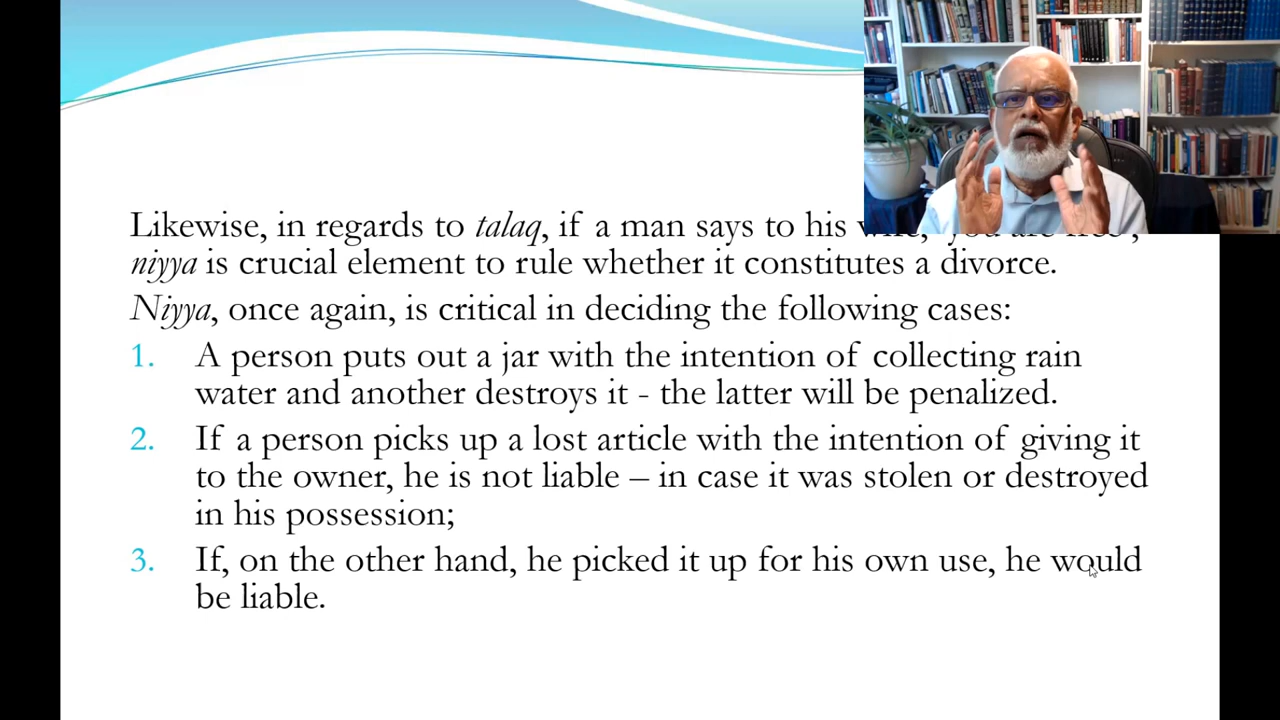 Likewise, in regards to talaq, if a man says to his
niyya is crucial element to rule whether it constitutes a divorce.
Niyya, once again, is critical in deciding the following cases:
1. A person puts out a jar with the intention of collecting rain
water and another destroys it - the latter will be penalized.
2. If a person picks up a lost article with the intention of giving it
to the owner, he is not liable – in case it was stolen or destroyed
in his possession;
3. If, on the other hand, he picked it up for his own use, he would
be liable.